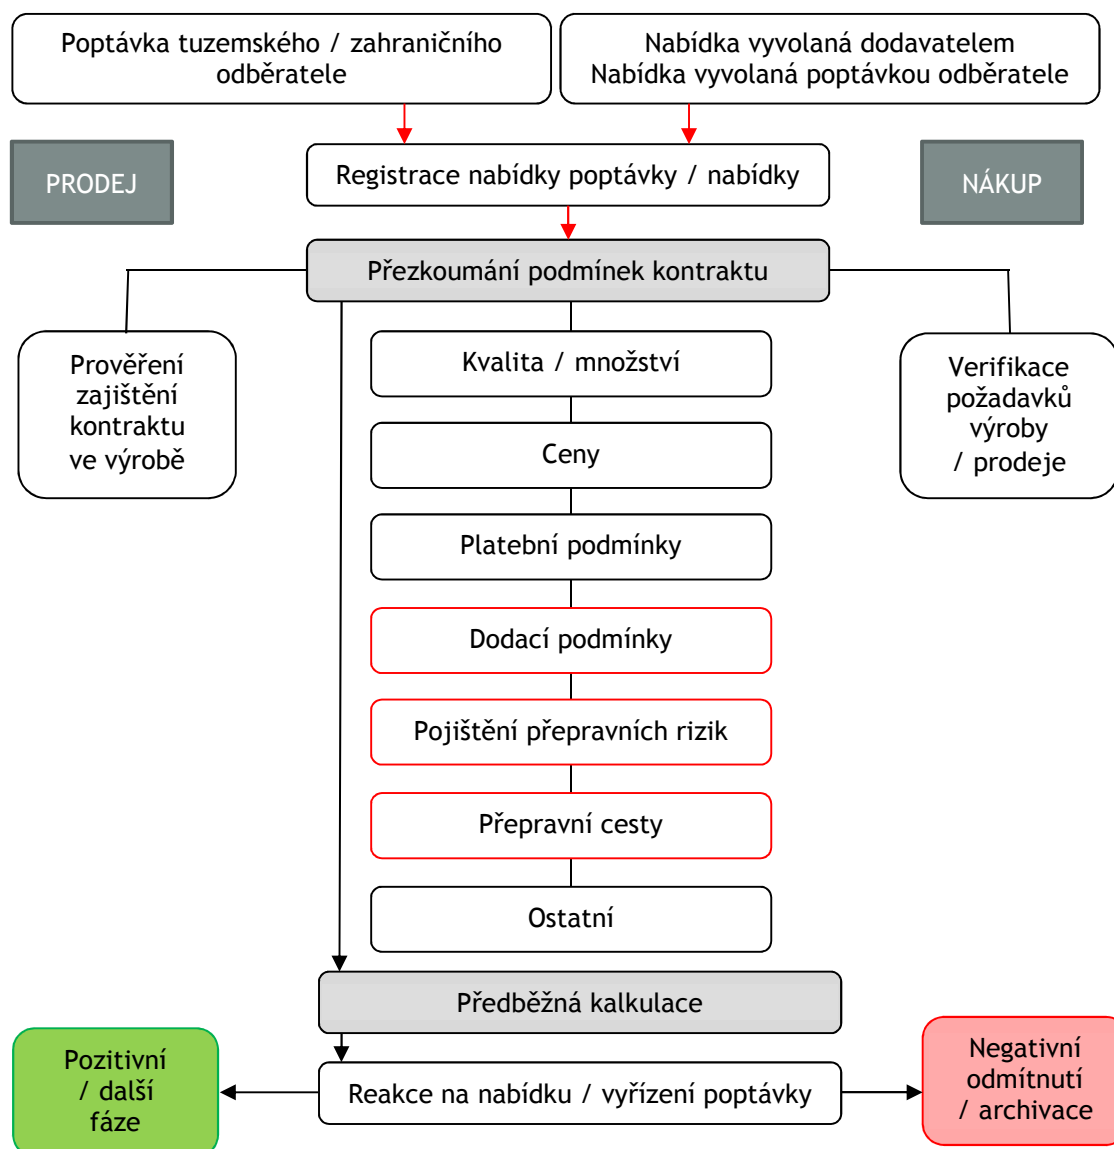 Poptávka tuzemského / zahraničního
odběratele
Nabídka vyvolaná dodavatelem
Nabídka vyvolaná poptávkou odběratele
PRODEJ
Registrace nabídky poptávky / nabídky
NÁKUP
Přezkoumání podmínek kontraktu
Prověření
zajištění
kontraktu
ve výrobě
Kvalita / množství
Verifikace
požadavků
výroby
/ prodeje
Ceny
Platební podmínky
Dodací podmínky
Pojištění přepravních rizik
Přepravní cesty
Ostatní
Předběžná kalkulace
Pozitivní
/ další
fáze
Reakce na nabídku / vyřízení poptávky
Negativní
odmítnutí
/ archivace